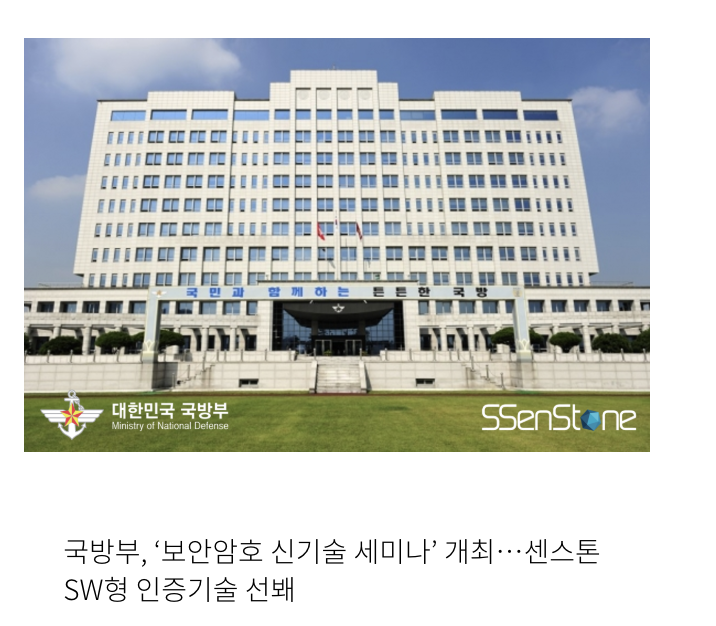 국민과 함께하는 튼튼한 국방
대한민국 국방부
Ministry of National Defense
SSenStone
국방부, ‘보안암호 신기술 세미나’ 개최…센스톤
SW형 인증기술 선봬